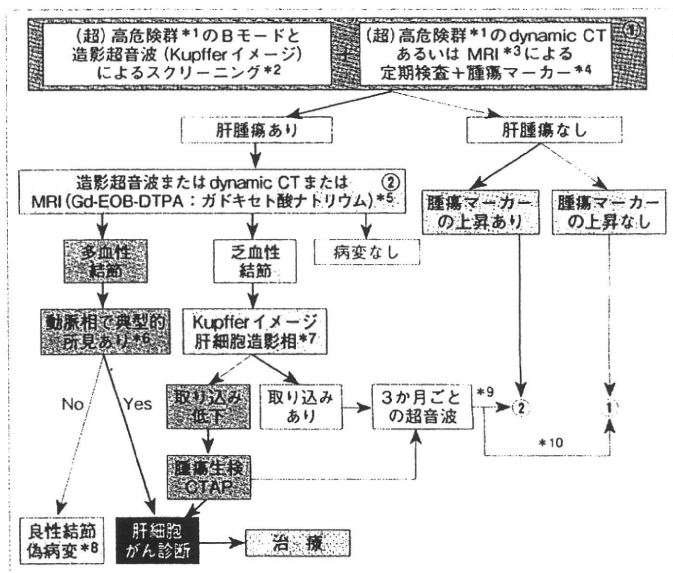 (超)高危険群*1のBモードと
造影超音波(Kupfferイメージ)
によるスクリーニング*2
+
(超)高危険群*1のdynamic CT
あるいはMRI*3による
定期検査+腫瘍マーカー*4
①
肝腫瘍あり
肝腫瘍なし
造影超音波またはdynamic CTまたは
MRI(Gd-EOB-DTPA:ガドキセト酸ナトリウム)*5
②
腫瘍マーカー
の上昇あり
腫瘍マーカー
の上昇なし
多血性
結節
乏血性
結節
病変なし
動脈相で典型的
所見あり*6
Kupfferイメージ
肝細胞造影相*7
No
Yes
取り込み
低下
取り込み
あり
3か月ごと
の超音波
*9
②
①
*10
腫瘍生検
CTAP
良性結節
偽病変*8
肝細胞
がん診断
治療